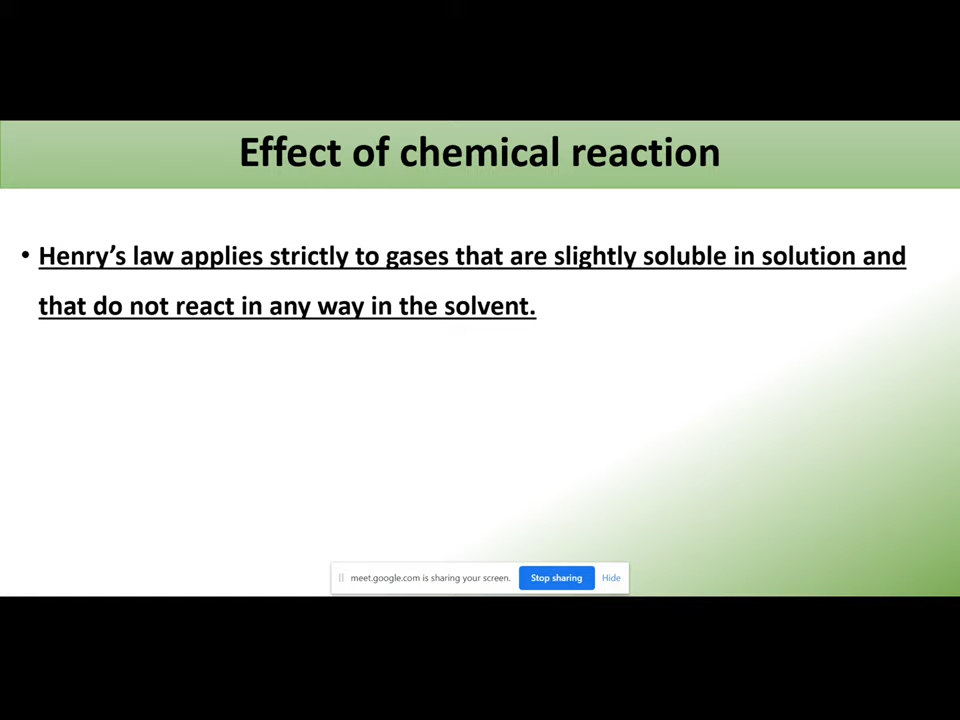 Effect of chemical reaction
• Henry’s law applies strictly to gases that are slightly soluble in solution and
that do not react in any way in the solvent.
meet.google.com is sharing your screen. Stop sharing Hide